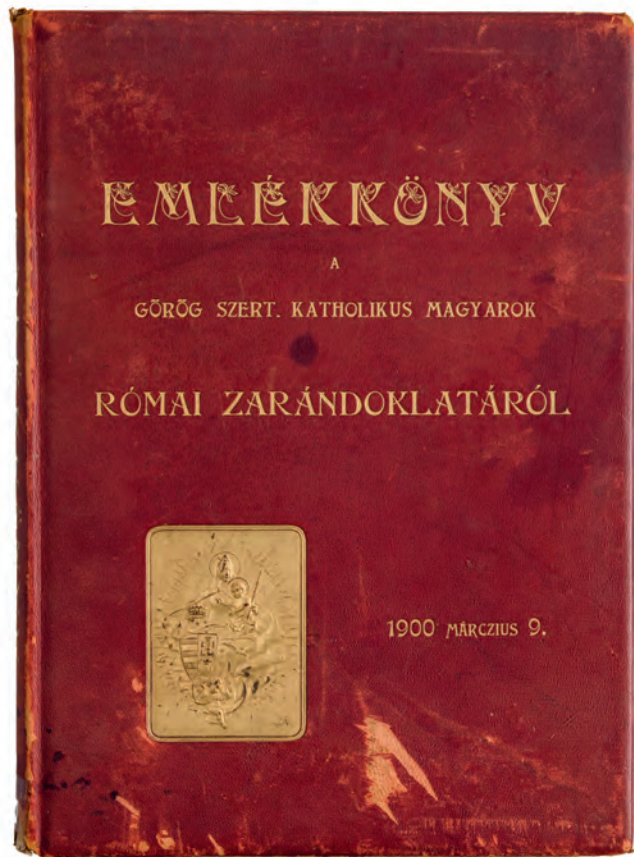 EMLÉKKÖNYV
A
GÖRÖG SZERT. KATHOLIKUS MAGYAROK
RÓMAI ZARÁNDOKLATÁRÓL
1900 MÁRCZIUS 9.